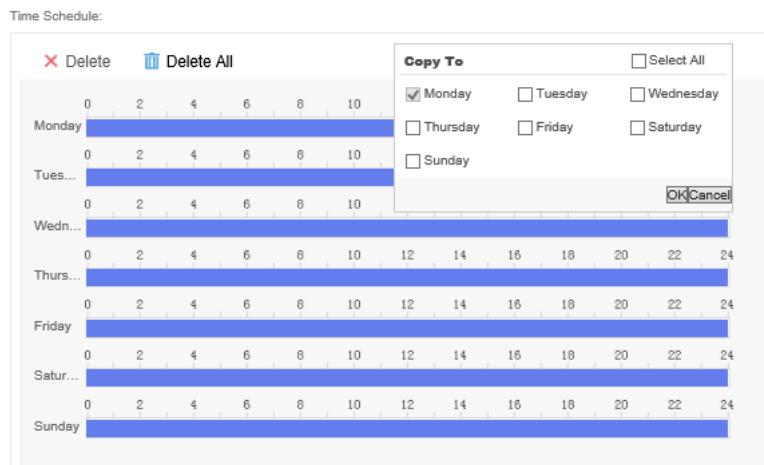 Time Schedule:
Delete Delete All
Copy To Select All
Monday Tuesday Wednesday
Thursday Friday Saturday
Sunday
OK Cancel
0 2 4 6 8 10
Monday
0 2 4 6 8 10
Tues...
0 2 4 6 8 10
Wedn...
0 2 4 6 8 10 12 14 16 18 20 22 24
Thurs...
0 2 4 6 8 10 12 14 16 18 20 22 24
Friday
0 2 4 6 8 10 12 14 16 18 20 22 24
Satur...
0 2 4 6 8 10 12 14 16 18 20 22 24
Sunday